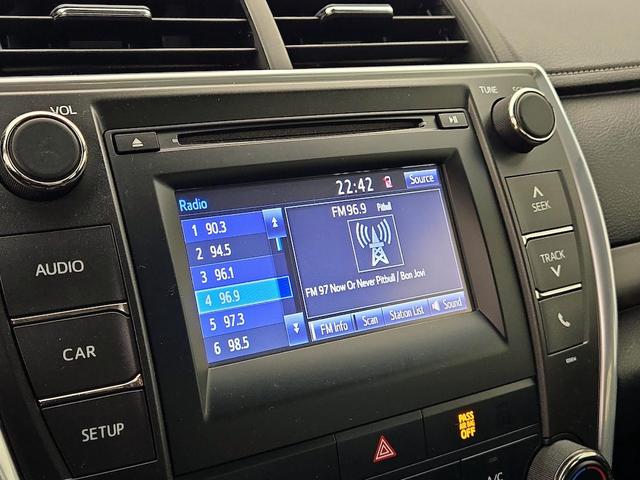 VOL
TUNE
22:42
Source
Radio
FM 96.9 Pitbull
1 90.3
2 94.5
3 96.1
4 96.9
5 97.3
6 98.5
FM 97 Now Or Never Pitbull / Bon Jovi
FM Info Scan Station List Sound
AUDIO
CAR
SETUP
SEEK
TRACK
PASS
AIR BAG
OFF
A/C